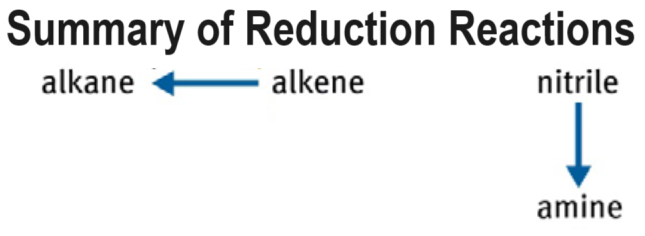 Summary of Reduction Reactions
alkane alkene nitrile
amine